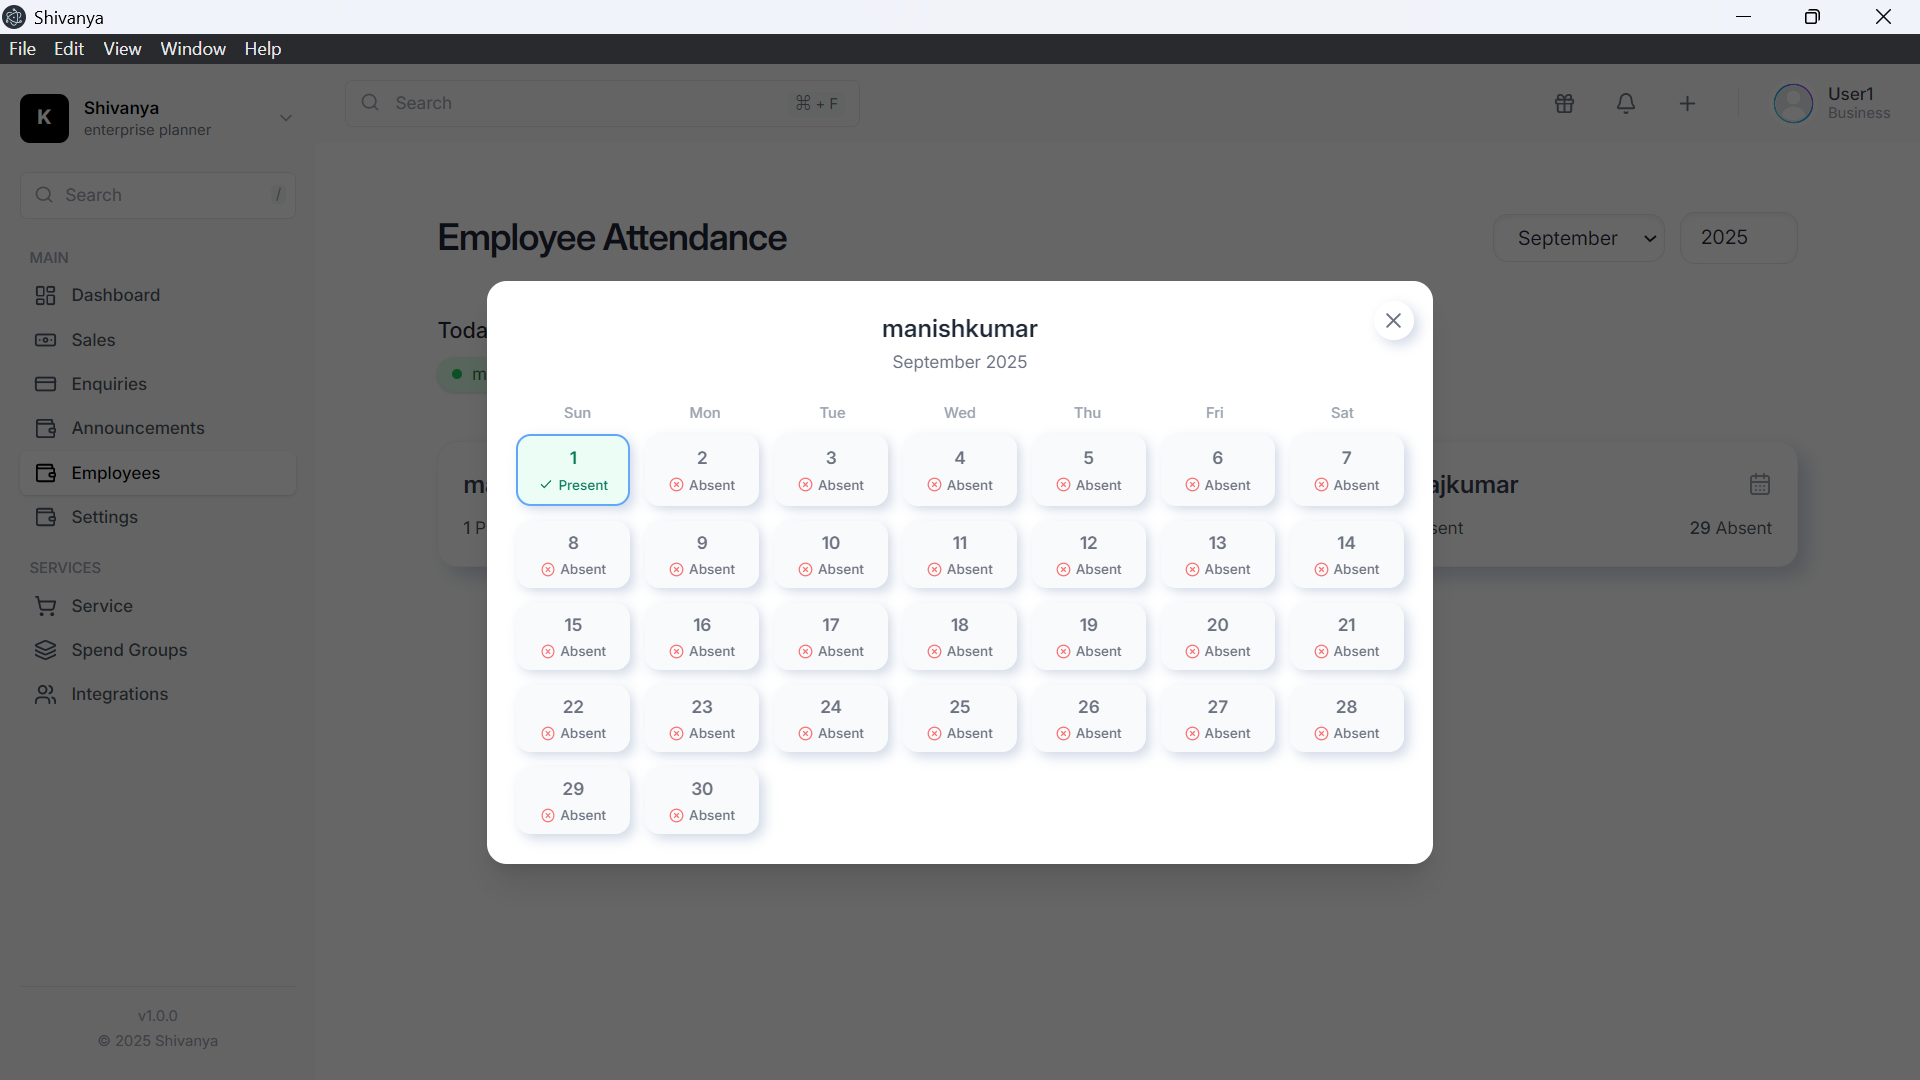 Shivanya
File Edit View Window Help
K
Shivanya
enterprise planner
Search
/
MAIN
Dashboard
Sales
Enquiries
Announcements
Employees
Settings
SERVICES
Service
Spend Groups
Integrations
v1.0.0
© 2025 Shivanya
Search ⌘ + F
User1
Business
Employee Attendance
September 2025
Toda
m
ma
1 P
ajkumar
sent 29 Absent
manishkumar
September 2025
Sun Mon Tue Wed Thu Fri Sat
1 2 3 4 5 6 7
Present Absent Absent Absent Absent Absent Absent
8 9 10 11 12 13 14
Absent Absent Absent Absent Absent Absent Absent
15 16 17 18 19 20 21
Absent Absent Absent Absent Absent Absent Absent
22 23 24 25 26 27 28
Absent Absent Absent Absent Absent Absent Absent
29 30
Absent Absent